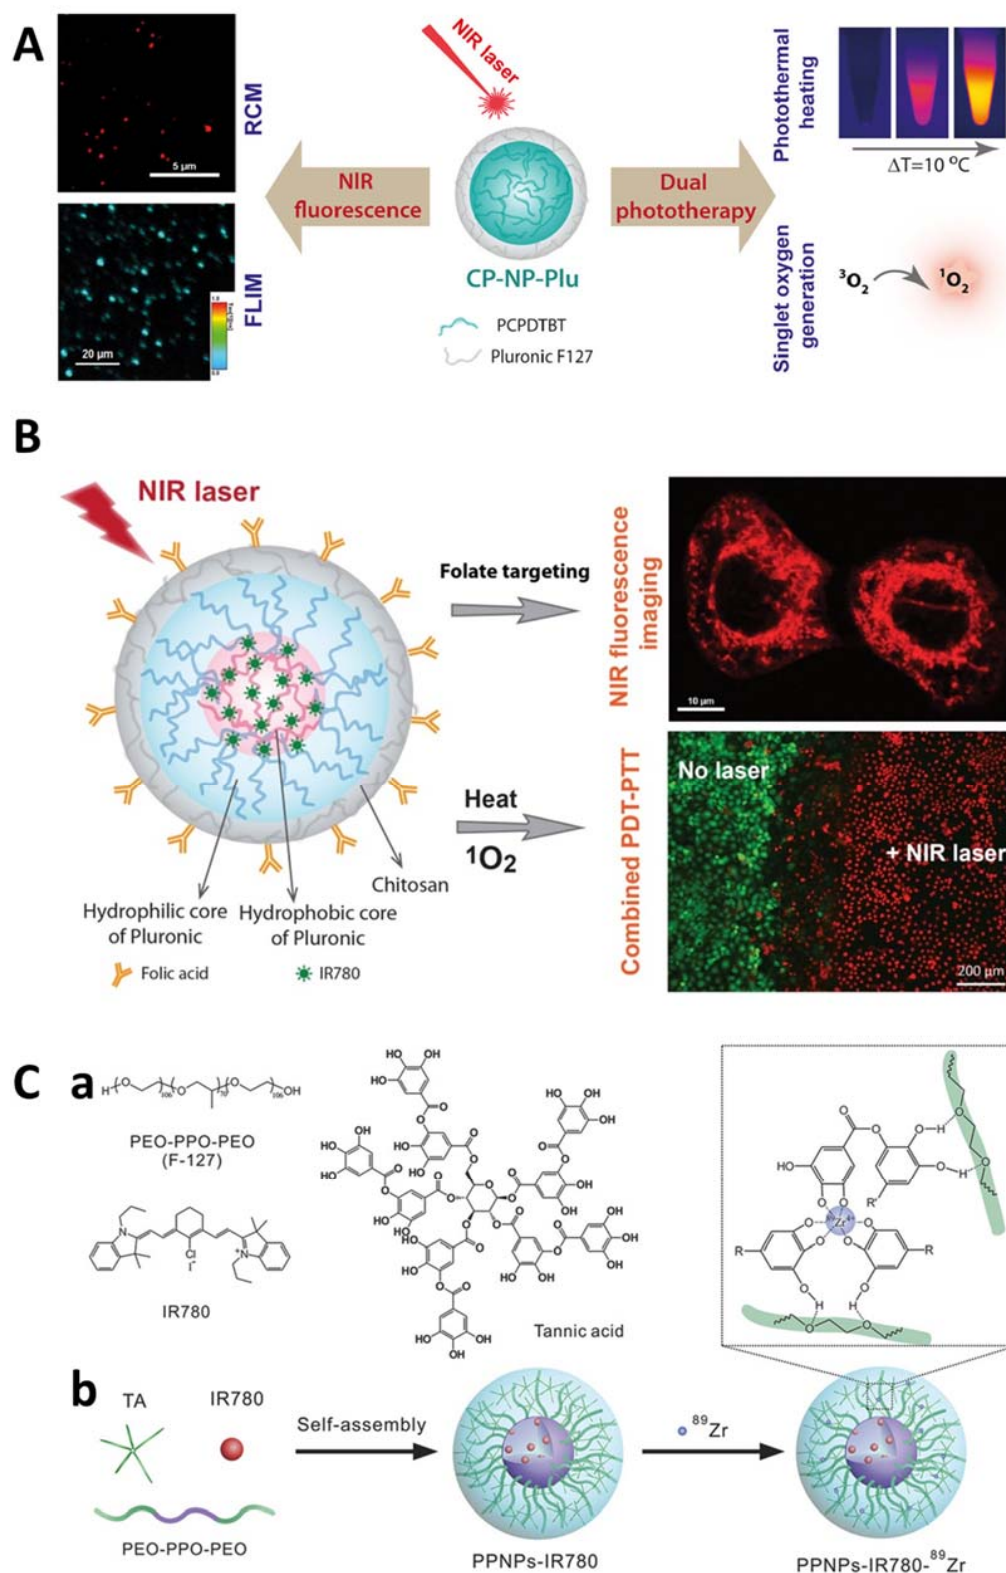 A
RCM
5 µm
FLIM
20 µm
NIR laser
NIR
fluorescence
Dual
phototherapy
CP-NP-Plu
PCPDTBT
Pluronic F127
Photothermal
heating
ΔT=10 °C
Singlet oxygen
generation
³O₂
¹O₂
B
NIR laser
Folate targeting
Heat
¹O₂
Chitosan
Hydrophilic core
of Pluronic
Hydrophobic core
of Pluronic
Folic acid
IR780
NIR fluorescence
imaging
10 µm
Combined PDT-PTT
No laser
+ NIR laser
200 µm
C
a
PEO-PPO-PEO
(F-127)
IR780
Tannic acid
b
TA
IR780
PEO-PPO-PEO
Self-assembly
PPNPs-IR780
⁸⁹Zr
PPNPs-IR780-⁸⁹Zr